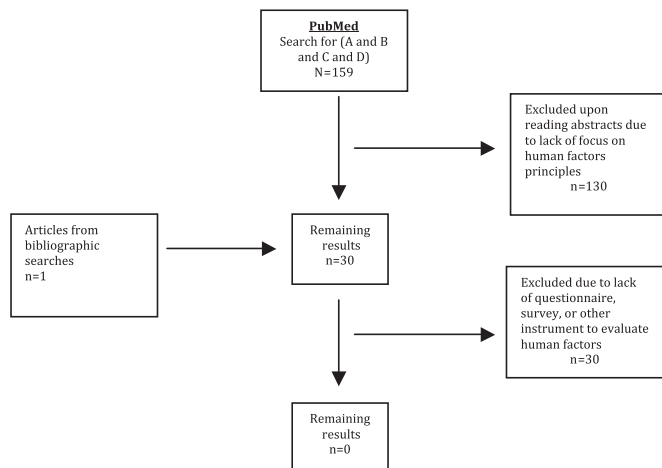 PubMed
Search for (A and B
and C and D)
N=159
Excluded upon
reading abstracts due
to lack of focus on
human factors
principles
n=130
Articles from
bibliographic
searches
n=1
Remaining
results
n=30
Excluded due to lack
of questionnaire,
survey, or other
instrument to evaluate
human factors
n=30
Remaining
results
n=0